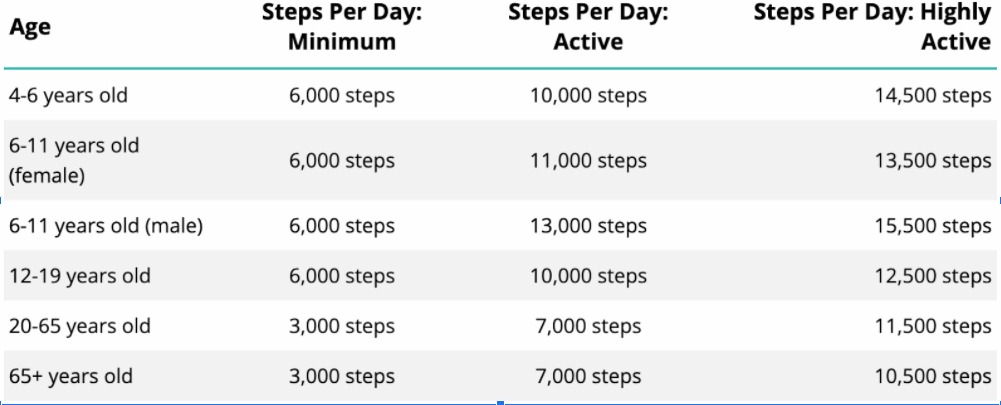 Age Steps Per Day: Minimum Steps Per Day: Active Steps Per Day: Highly Active
4-6 years old 6,000 steps 10,000 steps 14,500 steps
6-11 years old (female) 6,000 steps 11,000 steps 13,500 steps
6-11 years old (male) 6,000 steps 13,000 steps 15,500 steps
12-19 years old 6,000 steps 10,000 steps 12,500 steps
20-65 years old 3,000 steps 7,000 steps 11,500 steps
65+ years old 3,000 steps 7,000 steps 10,500 steps